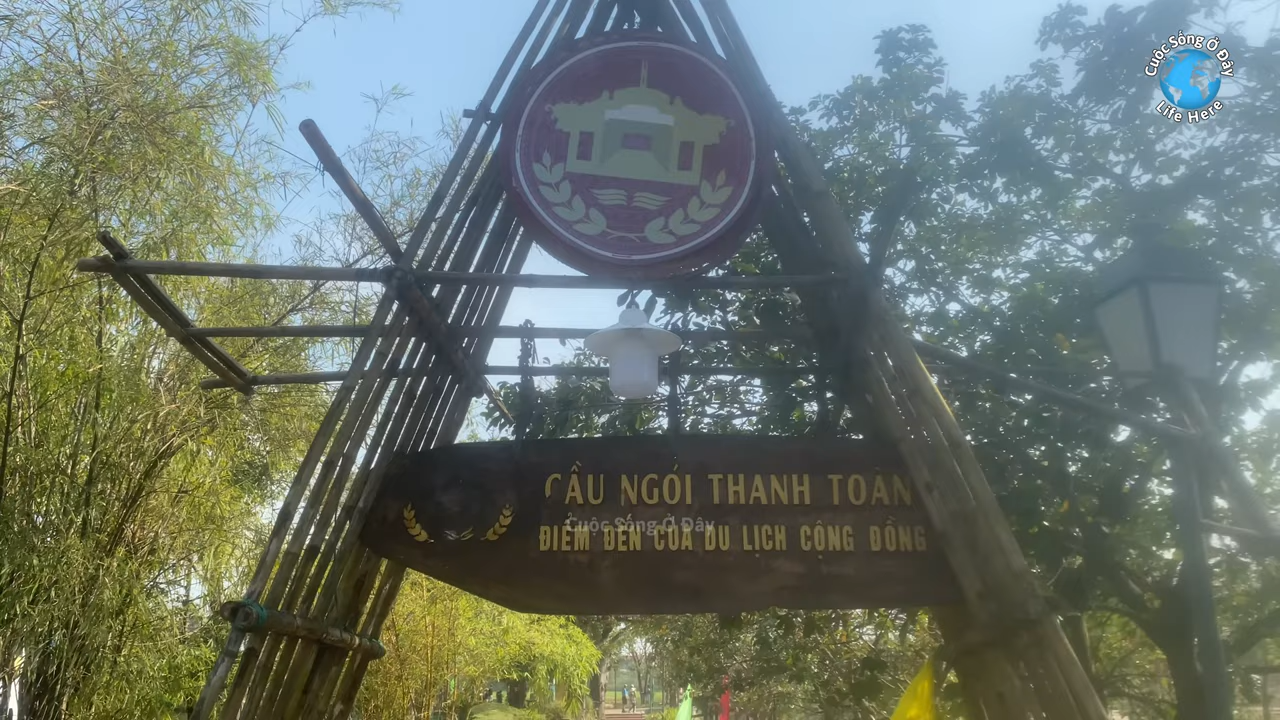 Cuộc Sống Ở Đây
Life Here
CẦU NGÓI THANH TOÀN
Cuộc Sống Ở Đây
ĐIỂM ĐẾN CỦA DU LỊCH CỘNG ĐỒNG